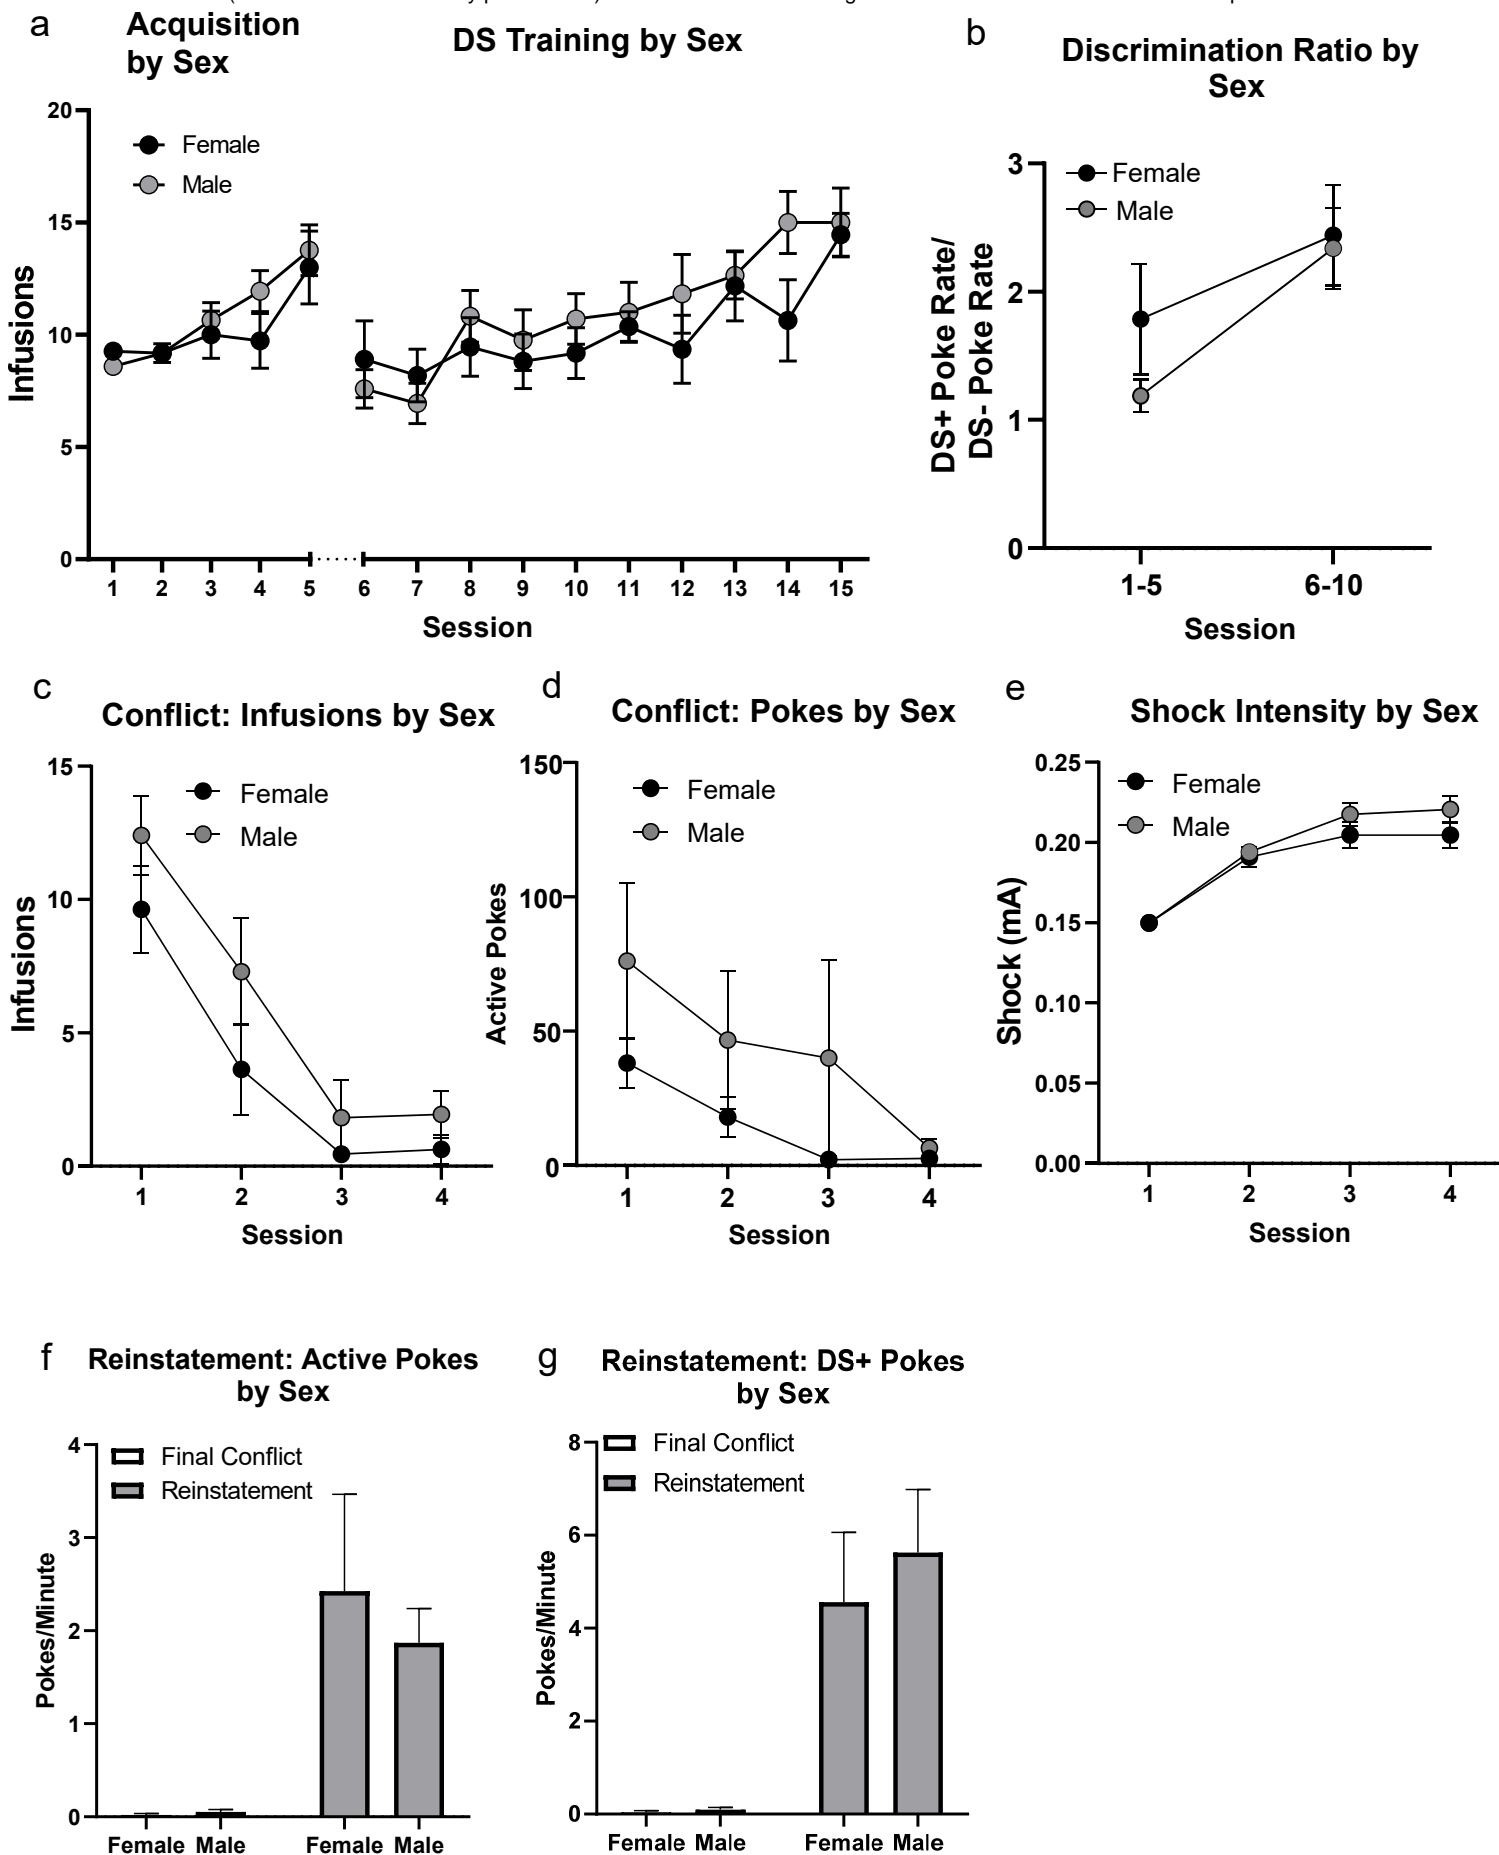 a
Acquisition
by Sex
DS Training by Sex
20
15
10
5
0
Infusions
Female
Male
1 2 3 4 5 6 7 8 9 10 11 12 13 14 15
Session
b
Discrimination Ratio by
Sex
3
2
1
0
DS+ Poke Rate/
DS- Poke Rate
Female
Male
1-5 6-10
Session
c
Conflict: Infusions by Sex
15
10
5
0
Infusions
Female
Male
1 2 3 4
Session
d
Conflict: Pokes by Sex
150
100
50
0
Active Pokes
Female
Male
1 2 3 4
Session
e
Shock Intensity by Sex
0.25
0.20
0.15
0.10
0.05
0.00
Shock (mA)
Female
Male
1 2 3 4
Session
f
Reinstatement: Active Pokes
by Sex
4
3
2
1
0
Pokes/Minute
Final Conflict
Reinstatement
Female Male Female Male
g
Reinstatement: DS+ Pokes
by Sex
8
6
4
2
0
Pokes/Minute
Final Conflict
Reinstatement
Female Male Female Male